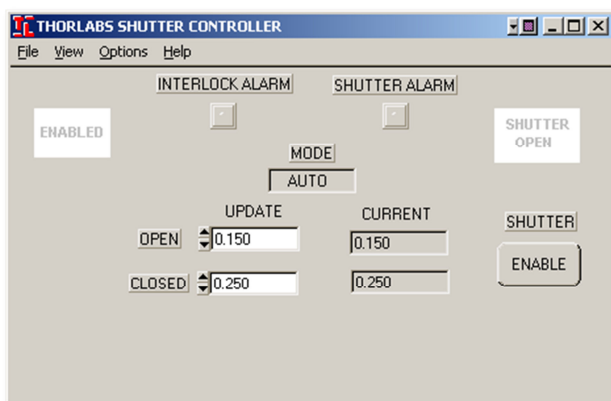 THORLABS SHUTTER CONTROLLER
File View Options Help
INTERLOCK ALARM SHUTTER ALARM
ENABLED
SHUTTER
OPEN
MODE
AUTO
UPDATE CURRENT
SHUTTER
OPEN 0.150 0.150
ENABLE
CLOSED 0.250 0.250